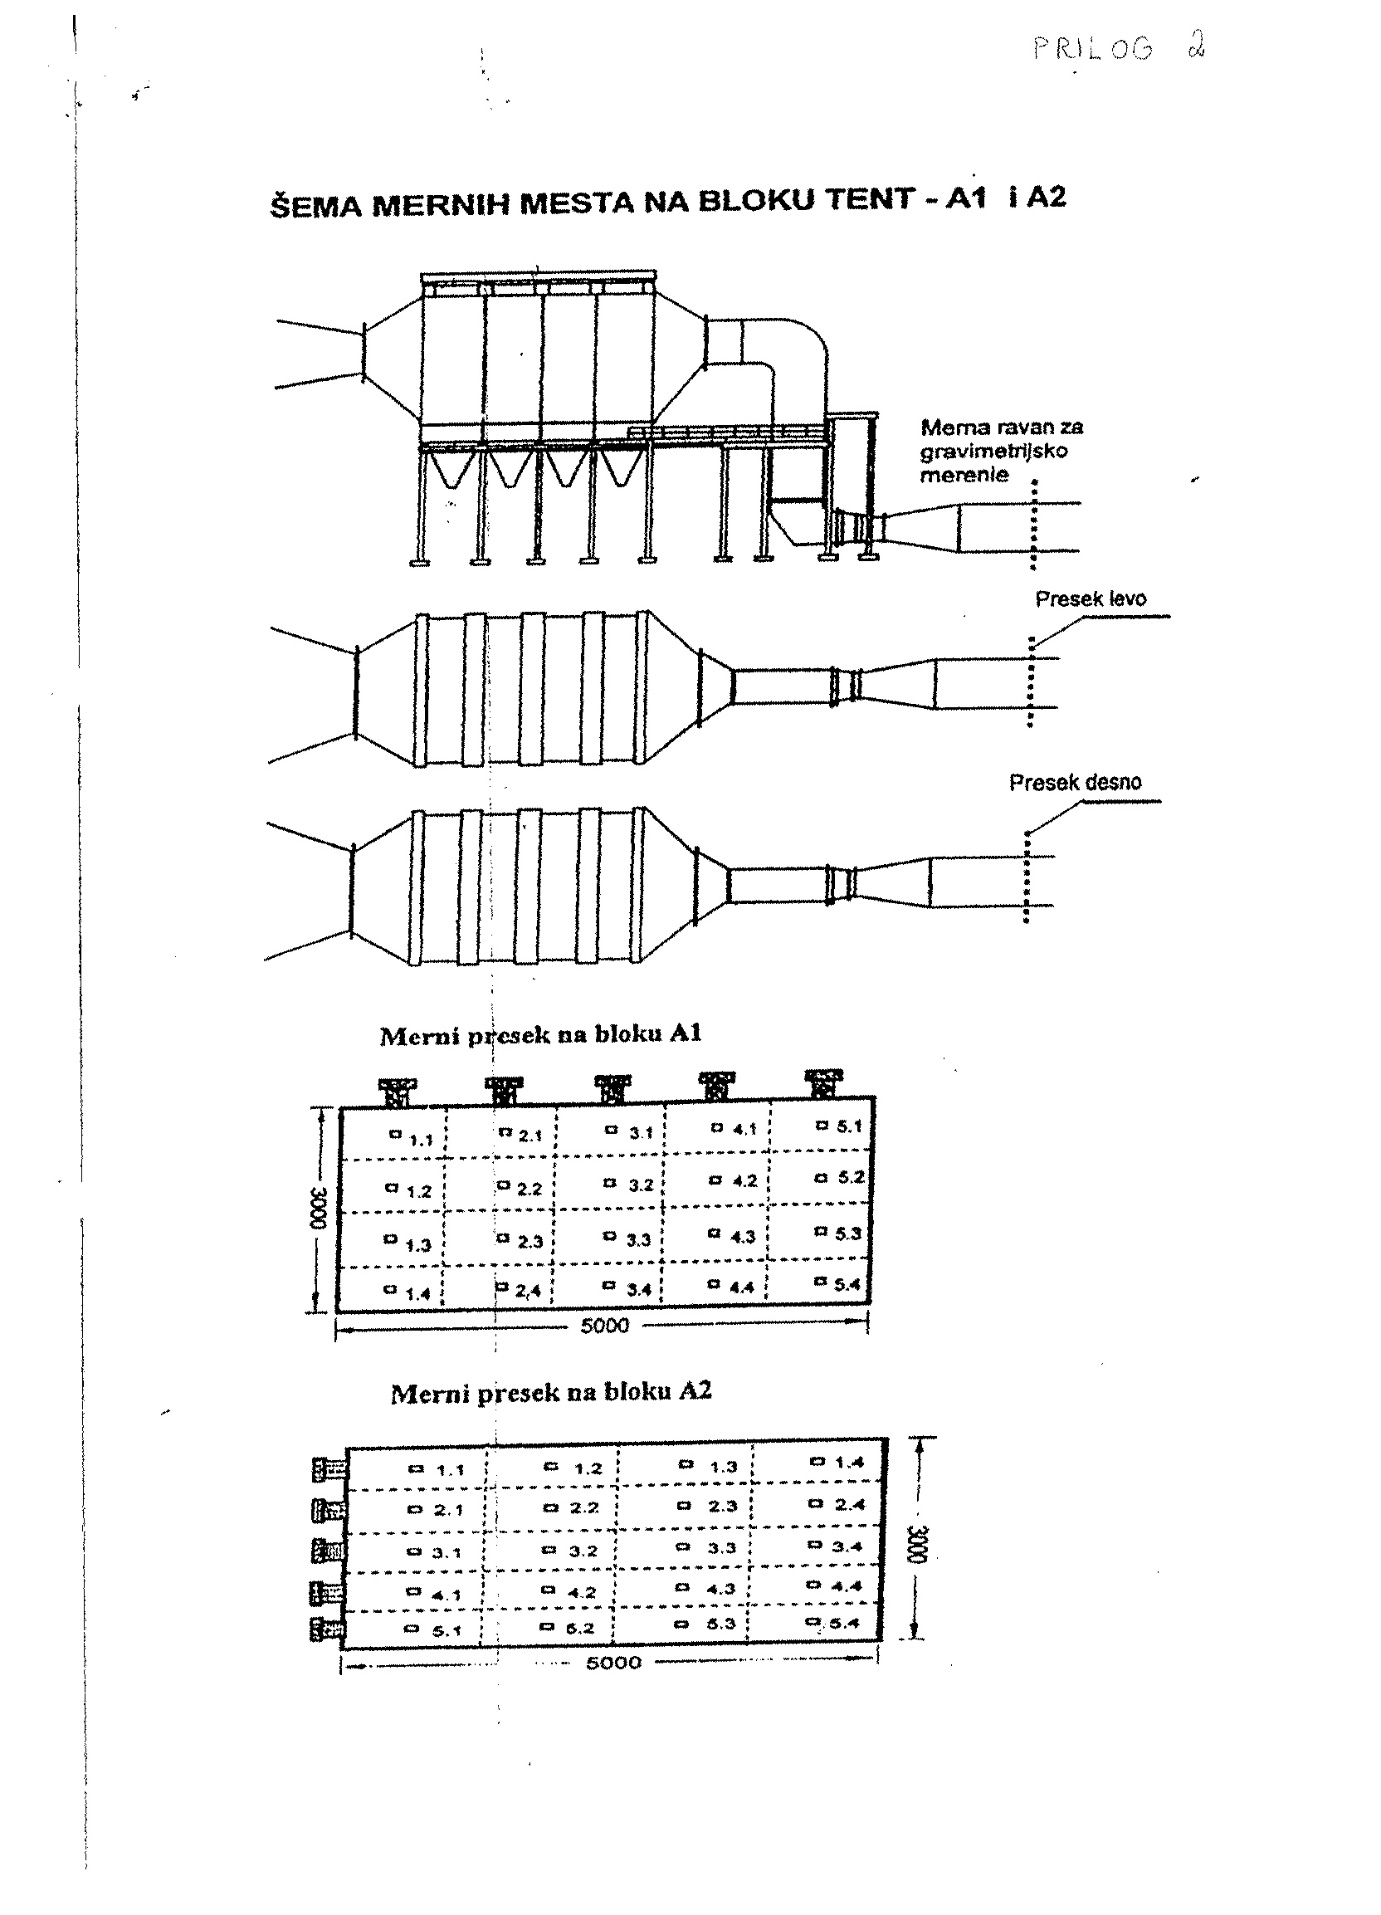 PRILOG 2
ŠEMA MERNIH MESTA NA BLOKU TENT - A1 i A2
Merna ravan za
gravimetrijsko
merenie
Presek levo
Presek desno
Merni presek na bloku A1
1.1 2.1 3.1 4.1 5.1
1.2 2.2 3.2 4.2 5.2
1.3 2.3 3.3 4.3 5.3
1.4 2.4 3.4 4.4 5.4
3000
5000
Merni presek na bloku A2
1.1 1.2 1.3 1.4
2.1 2.2 2.3 2.4
3.1 3.2 3.3 3.4
4.1 4.2 4.3 4.4
5.1 5.2 5.3 5.4
3000
5000